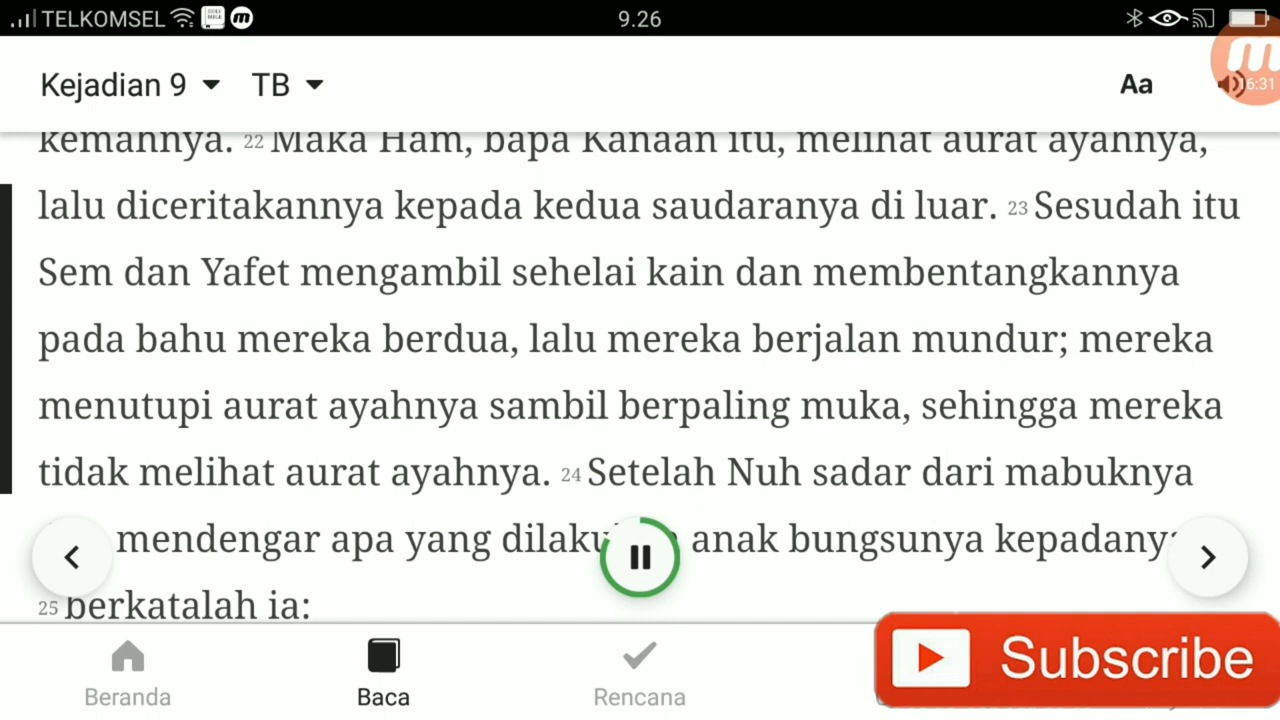 TELKOMSEL 9.26
Kejadian 9 TB Aa
16:31
kemahnya. 22 Maka Ham, bapa Kanaan itu, melihat aurat ayahnya,
lalu diceritakannya kepada kedua saudaranya di luar. 23 Sesudah itu
Sem dan Yafet mengambil sehelai kain dan membentangkannya
pada bahu mereka berdua, lalu mereka berjalan mundur; mereka
menutupi aurat ayahnya sambil berpaling muka, sehingga mereka
tidak melihat aurat ayahnya. 24 Setelah Nuh sadar dari mabuknya
mendengar apa yang anak bungsunya
25 berkatalah ia:
Beranda Baca Rencana
Subscribe